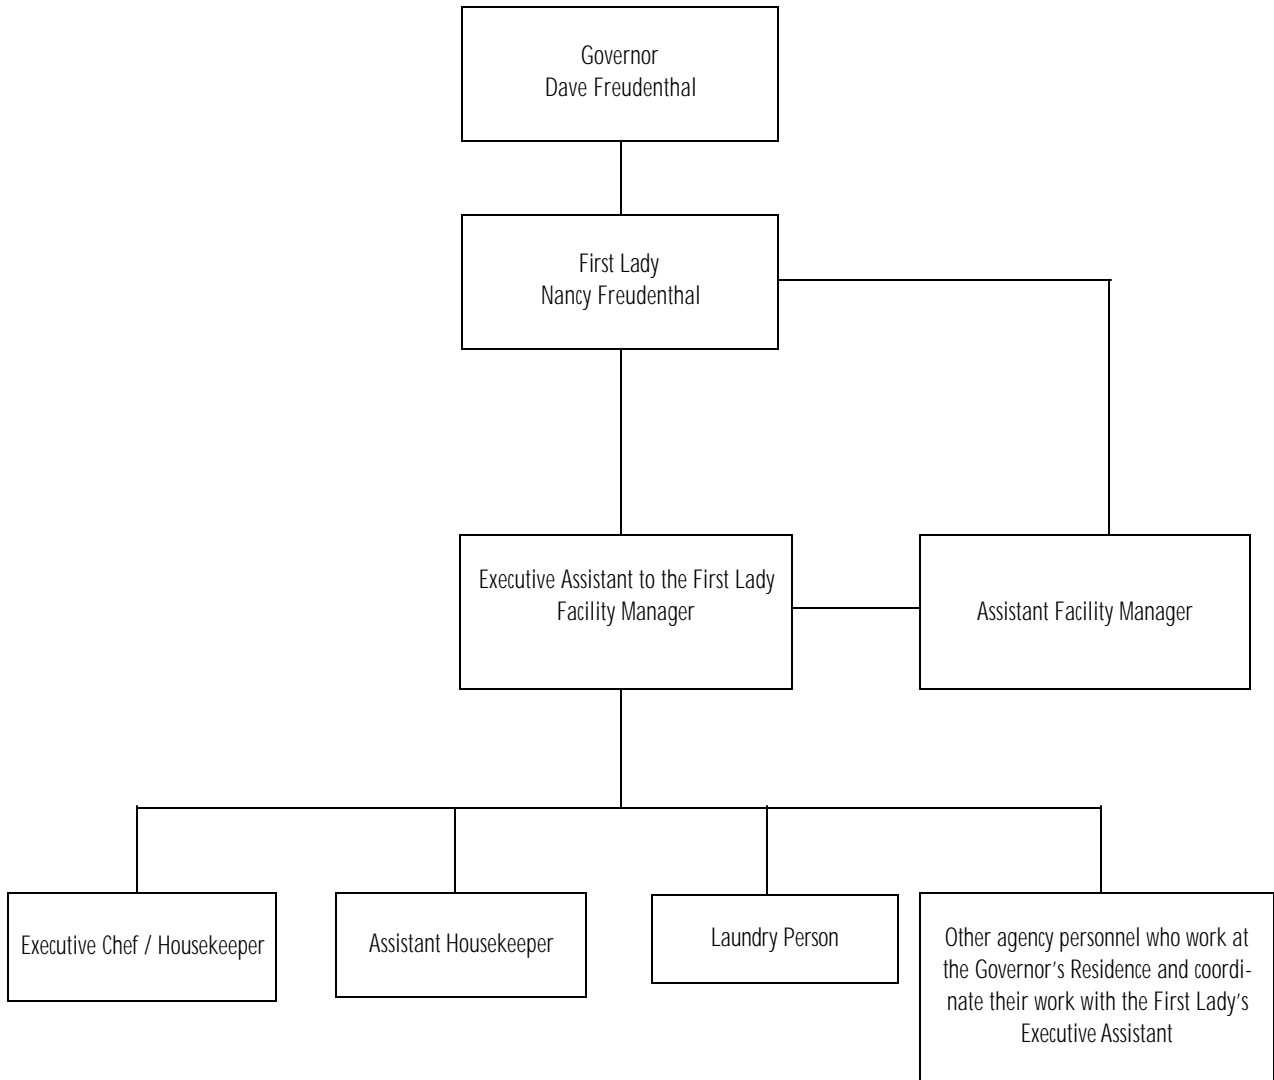 Governor
Dave Freudenthal
First Lady
Nancy Freudenthal
Executive Assistant to the First Lady
Facility Manager
Assistant Facility Manager
Executive Chef / Housekeeper
Assistant Housekeeper
Laundry Person
Other agency personnel who work at
the Governor's Residence and coordi-
nate their work with the First Lady's
Executive Assistant